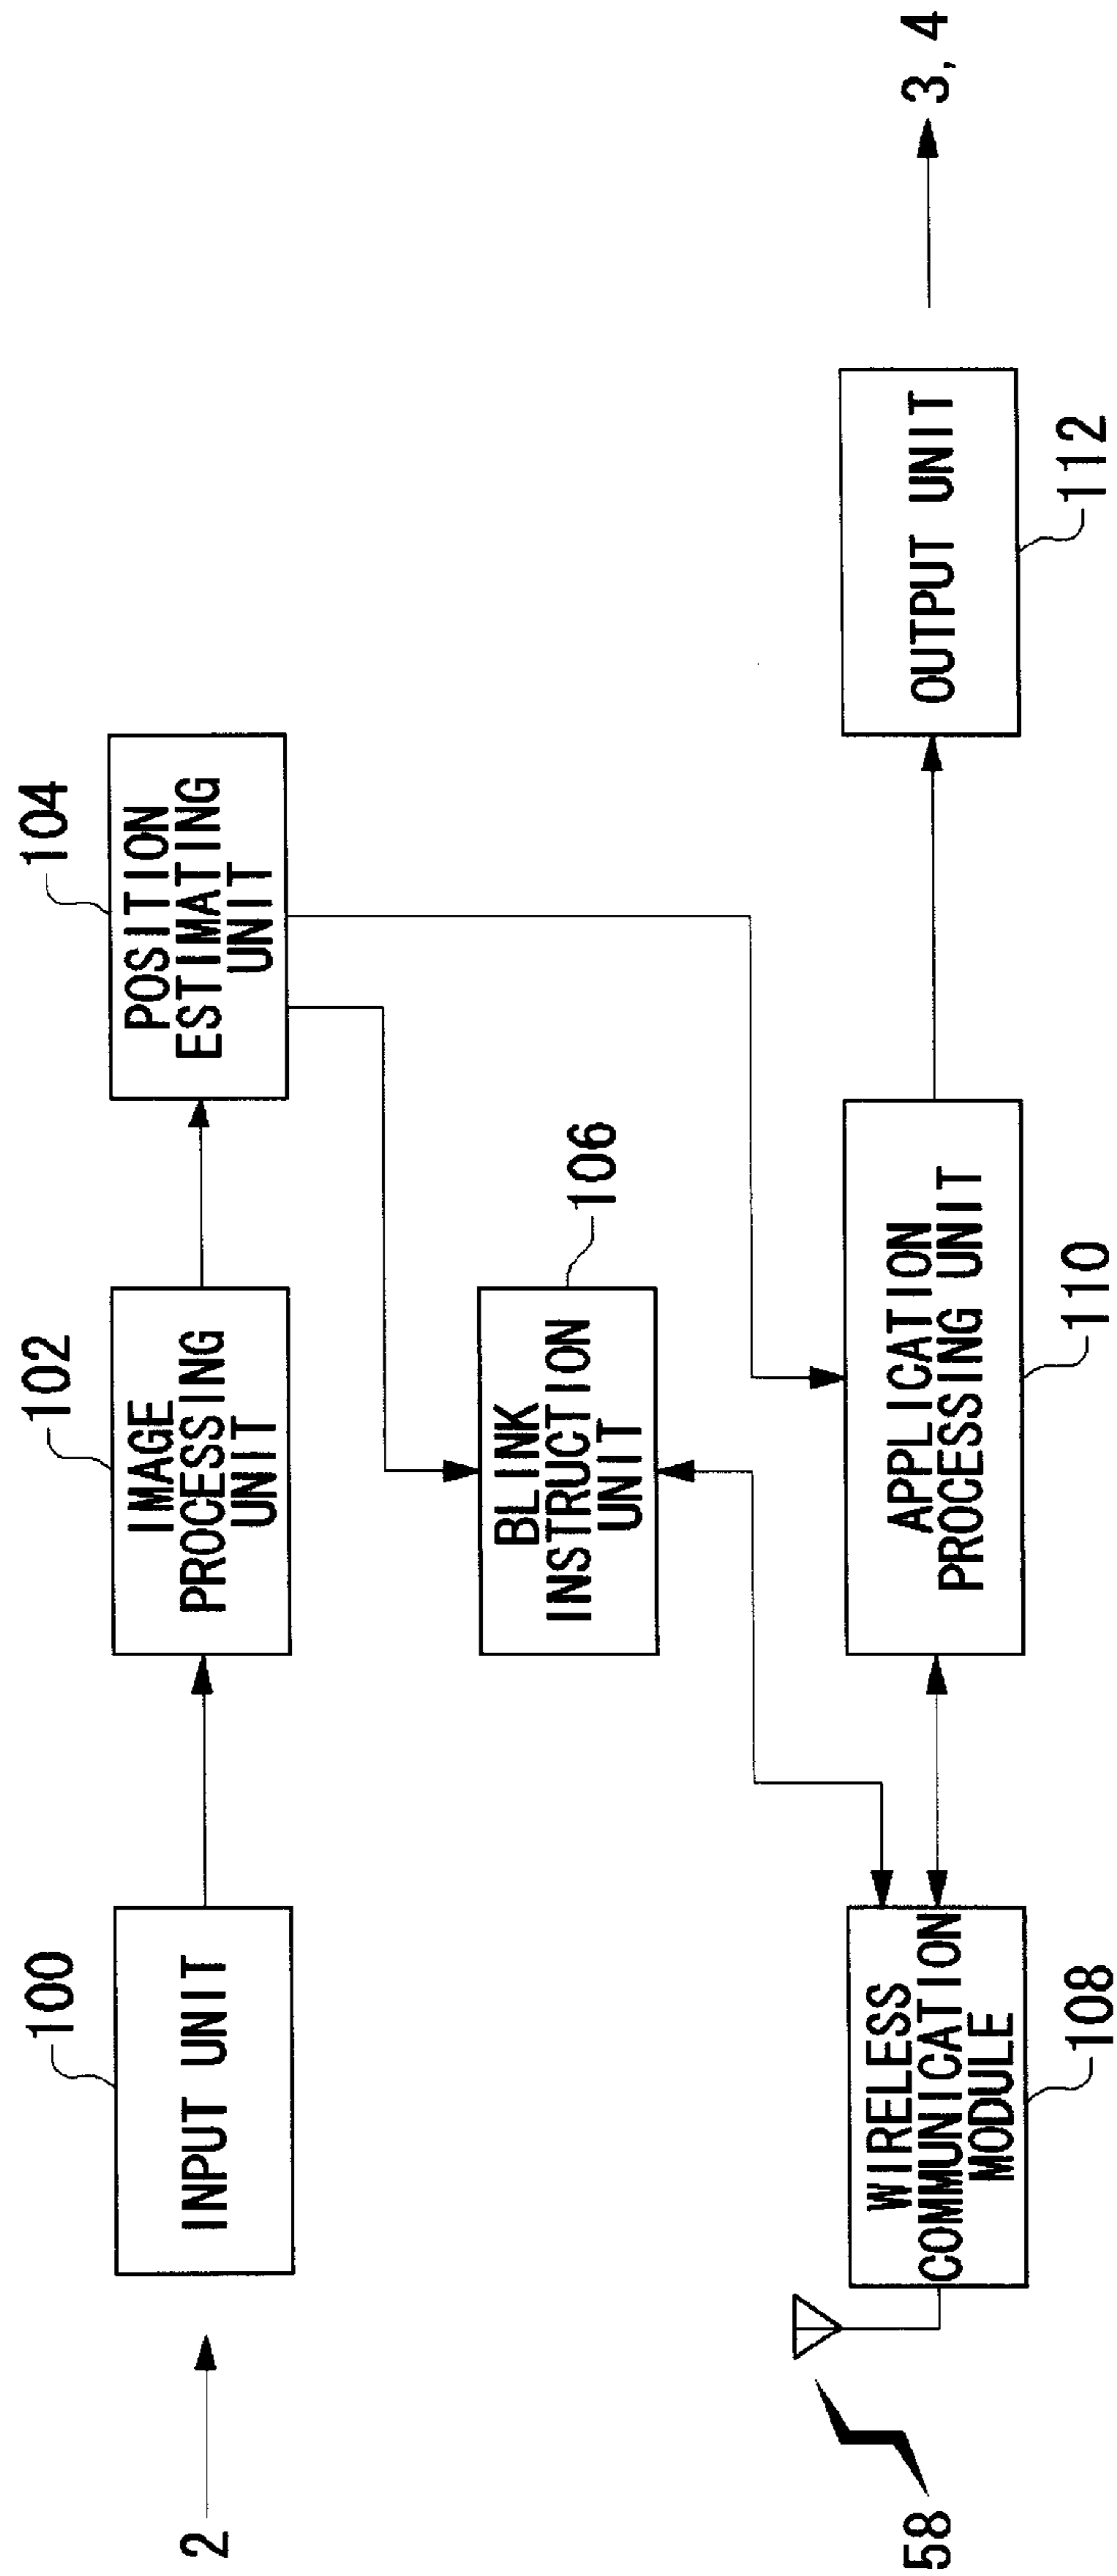 2
100
INPUT UNIT
102
IMAGE
PROCESSING
UNIT
104
POSITION
ESTIMATING
UNIT
BLINK
INSTRUCTION
UNIT
106
58
WIRELESS
COMMUNICATION
MODULE
108
APPLICATION
PROCESSING UNIT
110
OUTPUT UNIT
112
3, 4